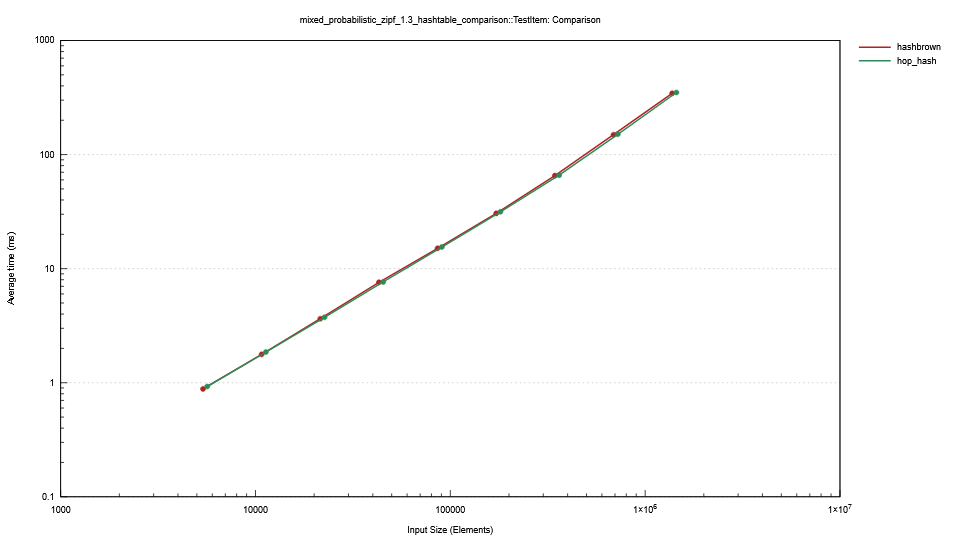 mixed_probabilistic_zipf_1.3_hashtable_comparison::TestItem: Comparison
1000
hashbrown
hop_hash
100
10
1
0.1
Average time (ms)
1000 10000 100000 1×10⁶ 1×10⁷
Input Size (Elements)